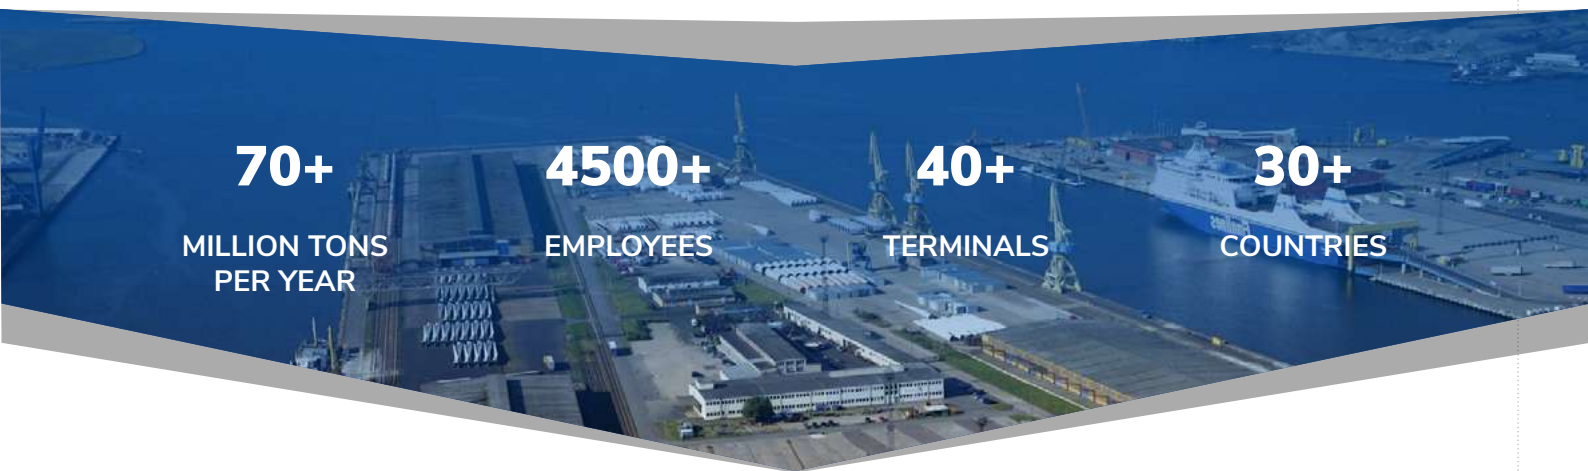 70+
4500+
40+
30+
MILLION TONS
PER YEAR
EMPLOYEES
TERMINALS
COUNTRIES